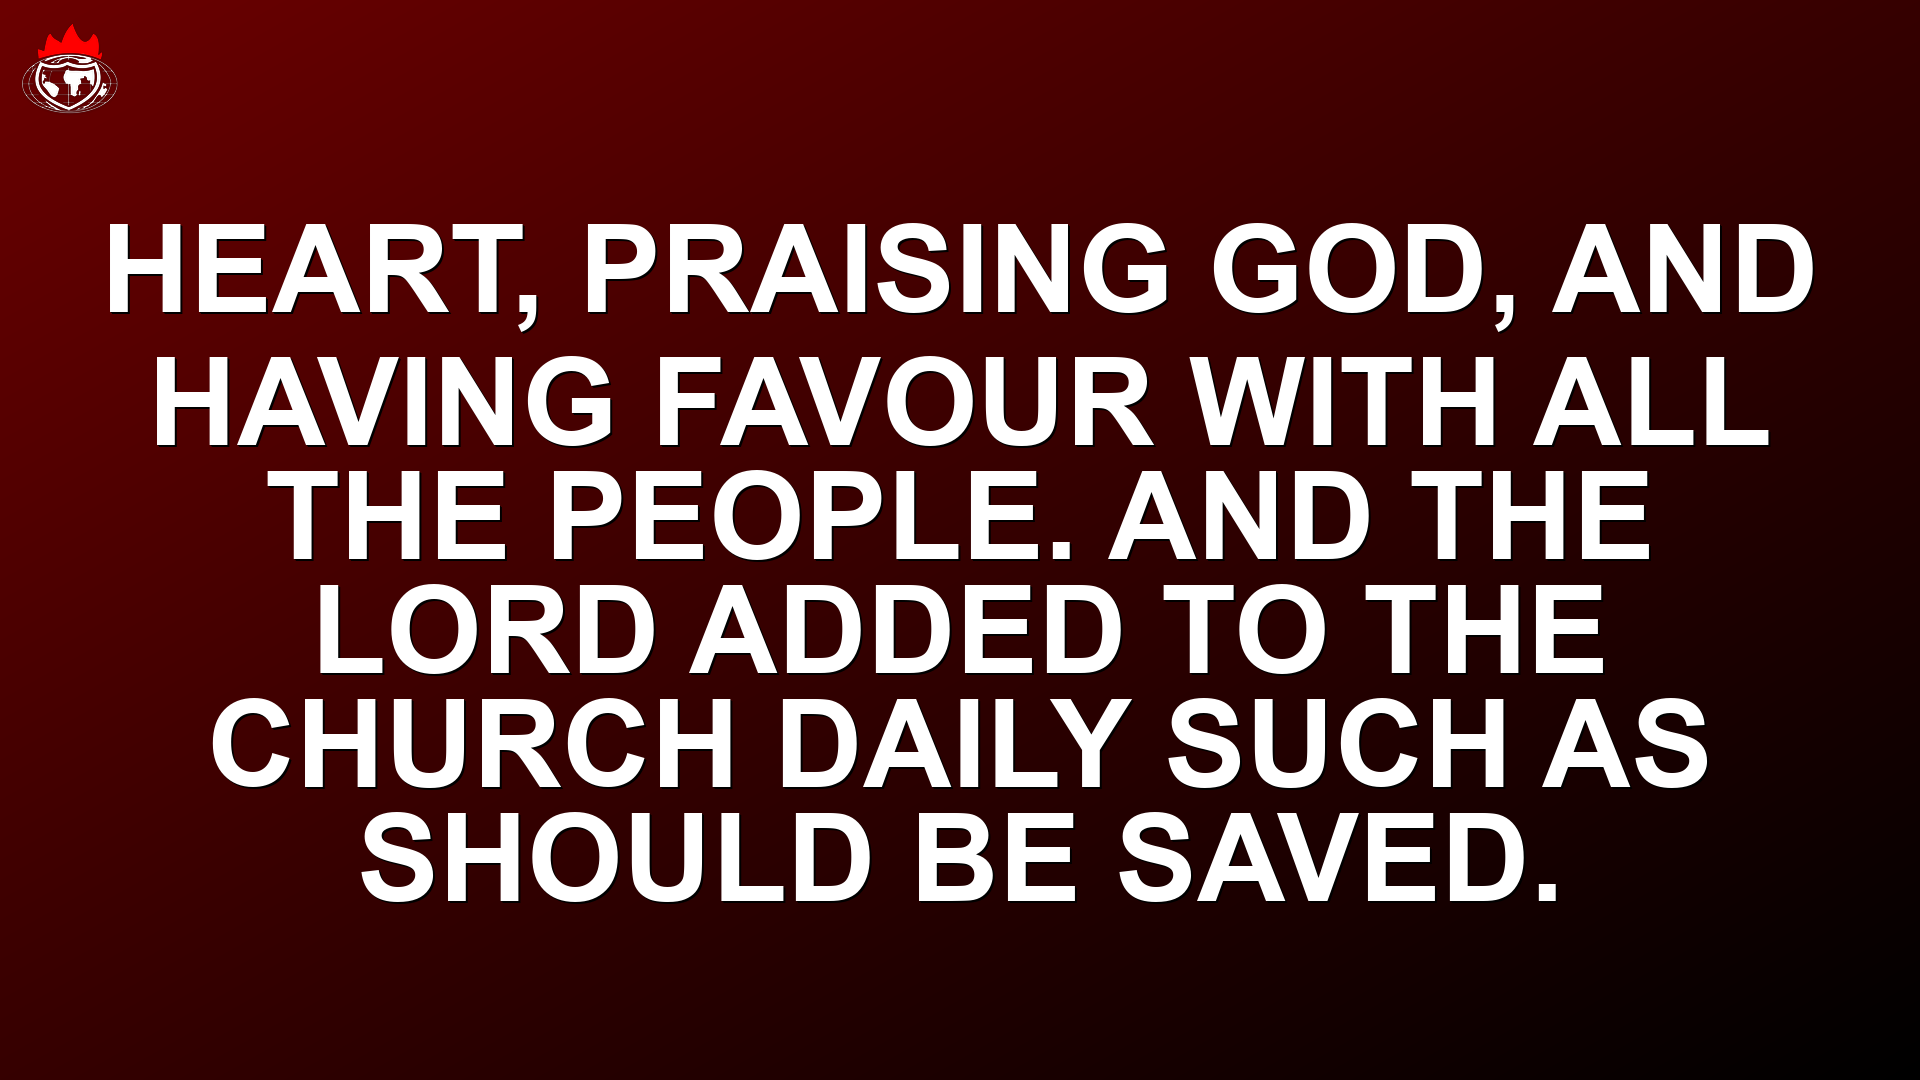 HEART, PRAISING GOD, AND
HAVING FAVOUR WITH ALL
THE PEOPLE. AND THE
LORD ADDED TO THE
CHURCH DAILY SUCH AS
SHOULD BE SAVED.